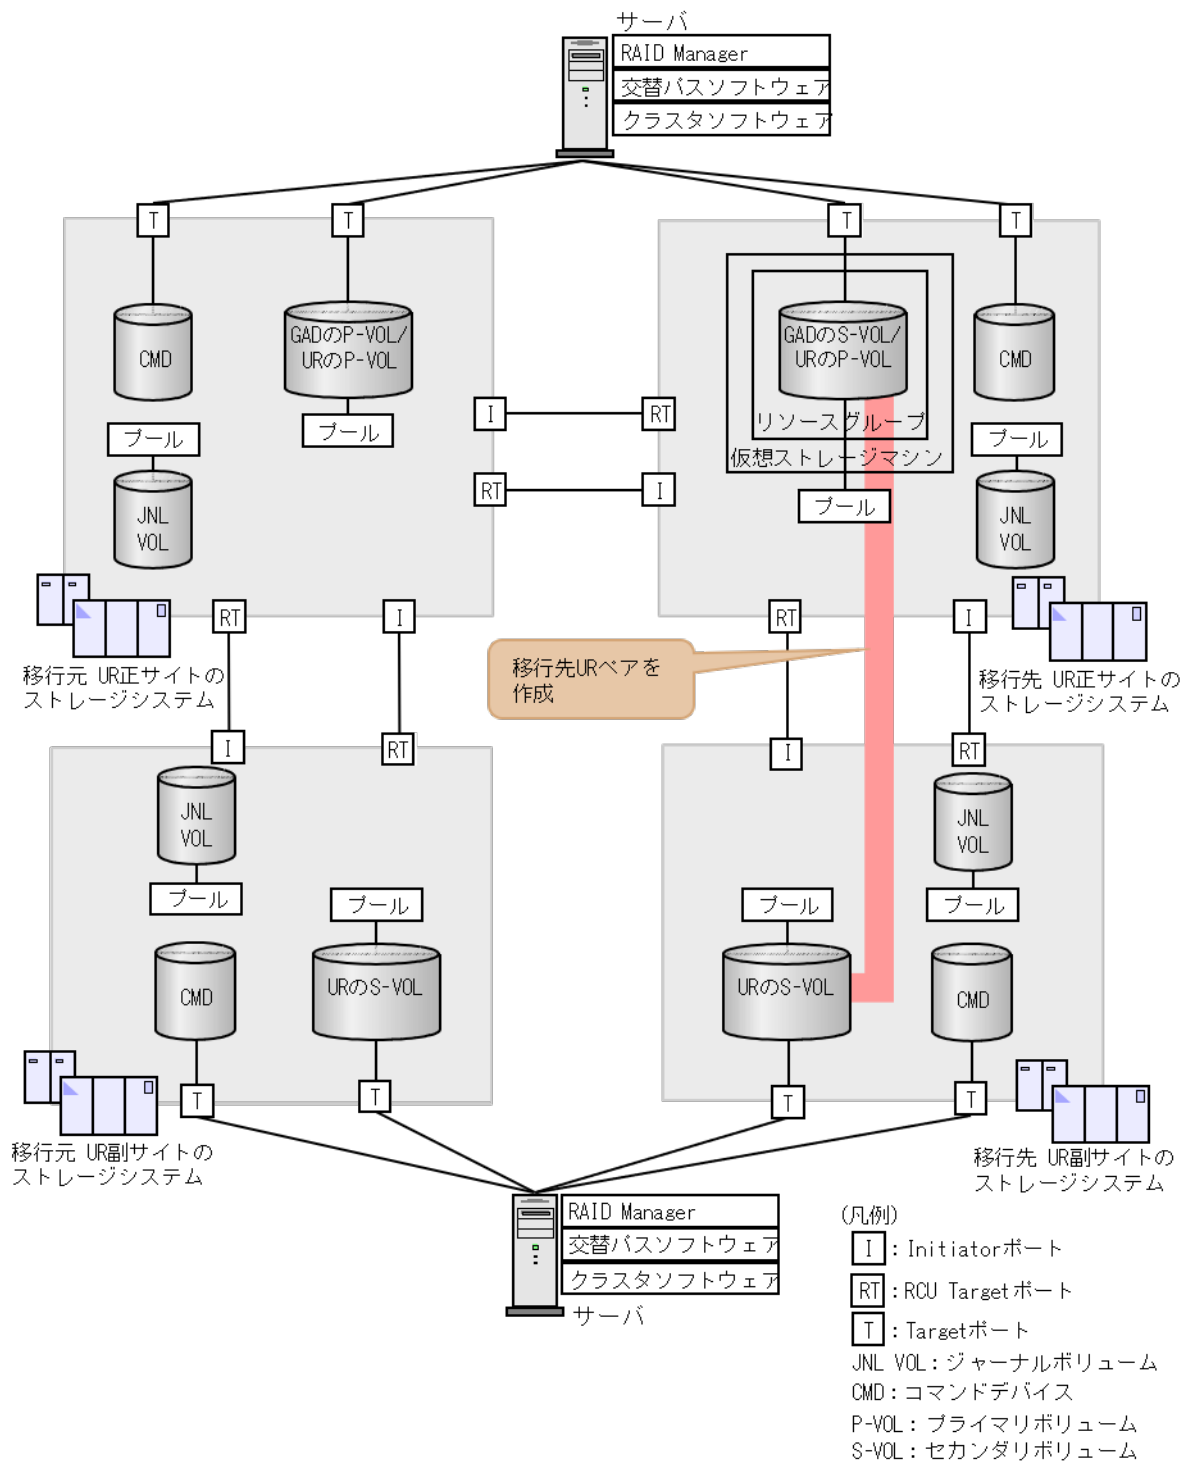 サーバ
RAID Manager
交替パスソフトウェア
クラスタソフトウェア
T
T
T
T
CMD
GADのP-VOL/
URのP-VOL
GADのS-VOL/
URのP-VOL
CMD
プール
プール
I
RT
リソースグループ
プール
仮想ストレージマシン
RT
I
プール
JNL
VOL
JNL
VOL
RT
I
RT
I
移行元 UR正サイトの
ストレージシステム
移行先URペアを
作成
移行先 UR正サイトの
ストレージシステム
I
RT
I
RT
JNL
VOL
JNL
VOL
プール
プール
プール
プール
CMD
URのS-VOL
URのS-VOL
CMD
T
T
T
T
移行元 UR副サイトの
ストレージシステム
移行先 UR副サイトの
ストレージシステム
RAID Manager
交替パスソフトウェア
クラスタソフトウェア
サーバ
(凡例)
I：Initiatorポート
RT：RCU Targetポート
T：Targetポート
JNL VOL：ジャーナルボリューム
CMD：コマンドデバイス
P-VOL：プライマリボリューム
S-VOL：セカンダリボリューム